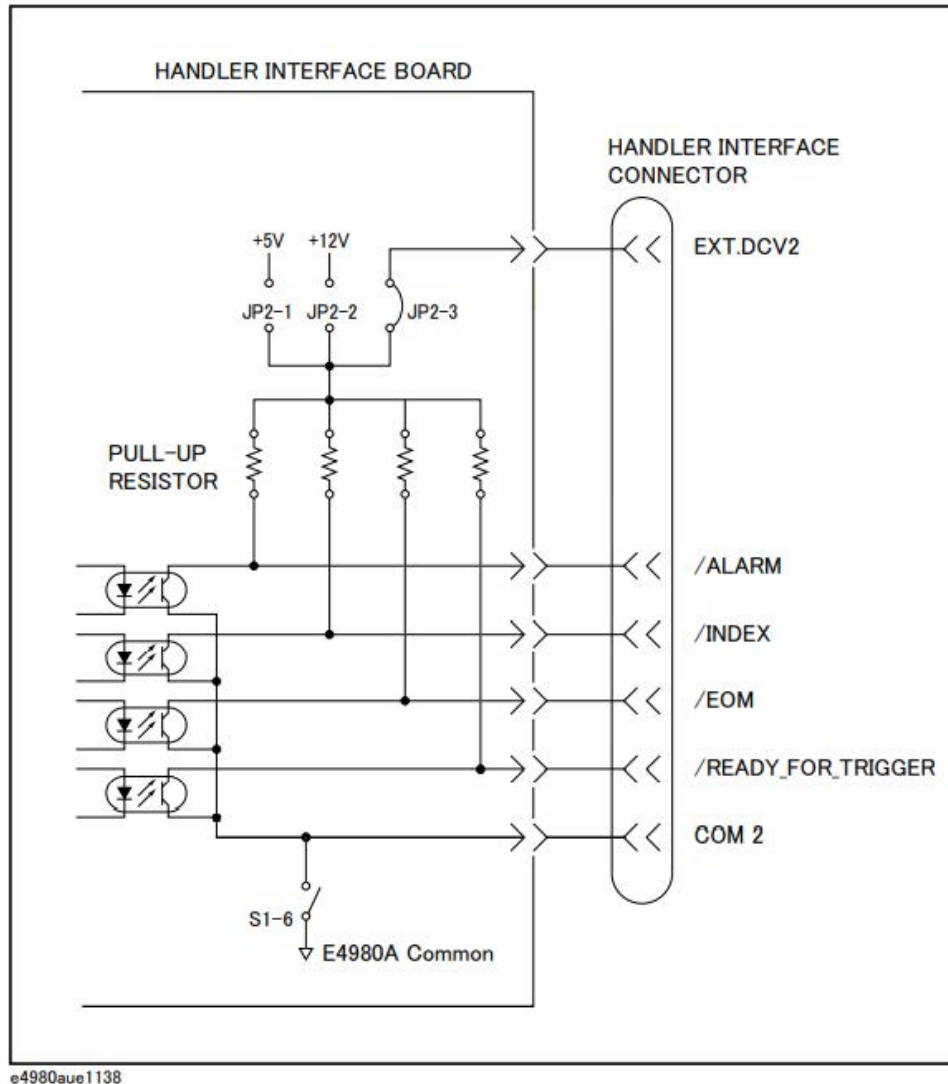 HANDLER INTERFACE BOARD
HANDLER INTERFACE
CONNECTOR
+5V
+12V
EXT.DCV2
JP2-1
JP2-2
JP2-3
PULL-UP
RESISTOR
/ALARM
/INDEX
/EOM
/READY_FOR_TRIGGER
COM 2
S1-6
E4980A Common
e4980aue1138